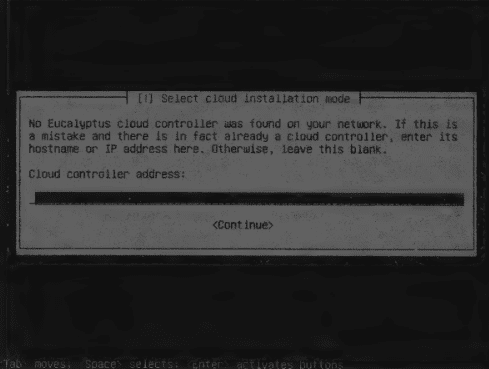 [!] Select cloud installation mode
No Eucalyptus cloud controller was found on your network. If this is
a mistake and there is in fact already a cloud controller, enter its
hostname or IP address here. Otherwise, leave this blank.
Cloud controller address:
<Continue>
<Tab> moves; <Space> selects; <Enter> activates buttons